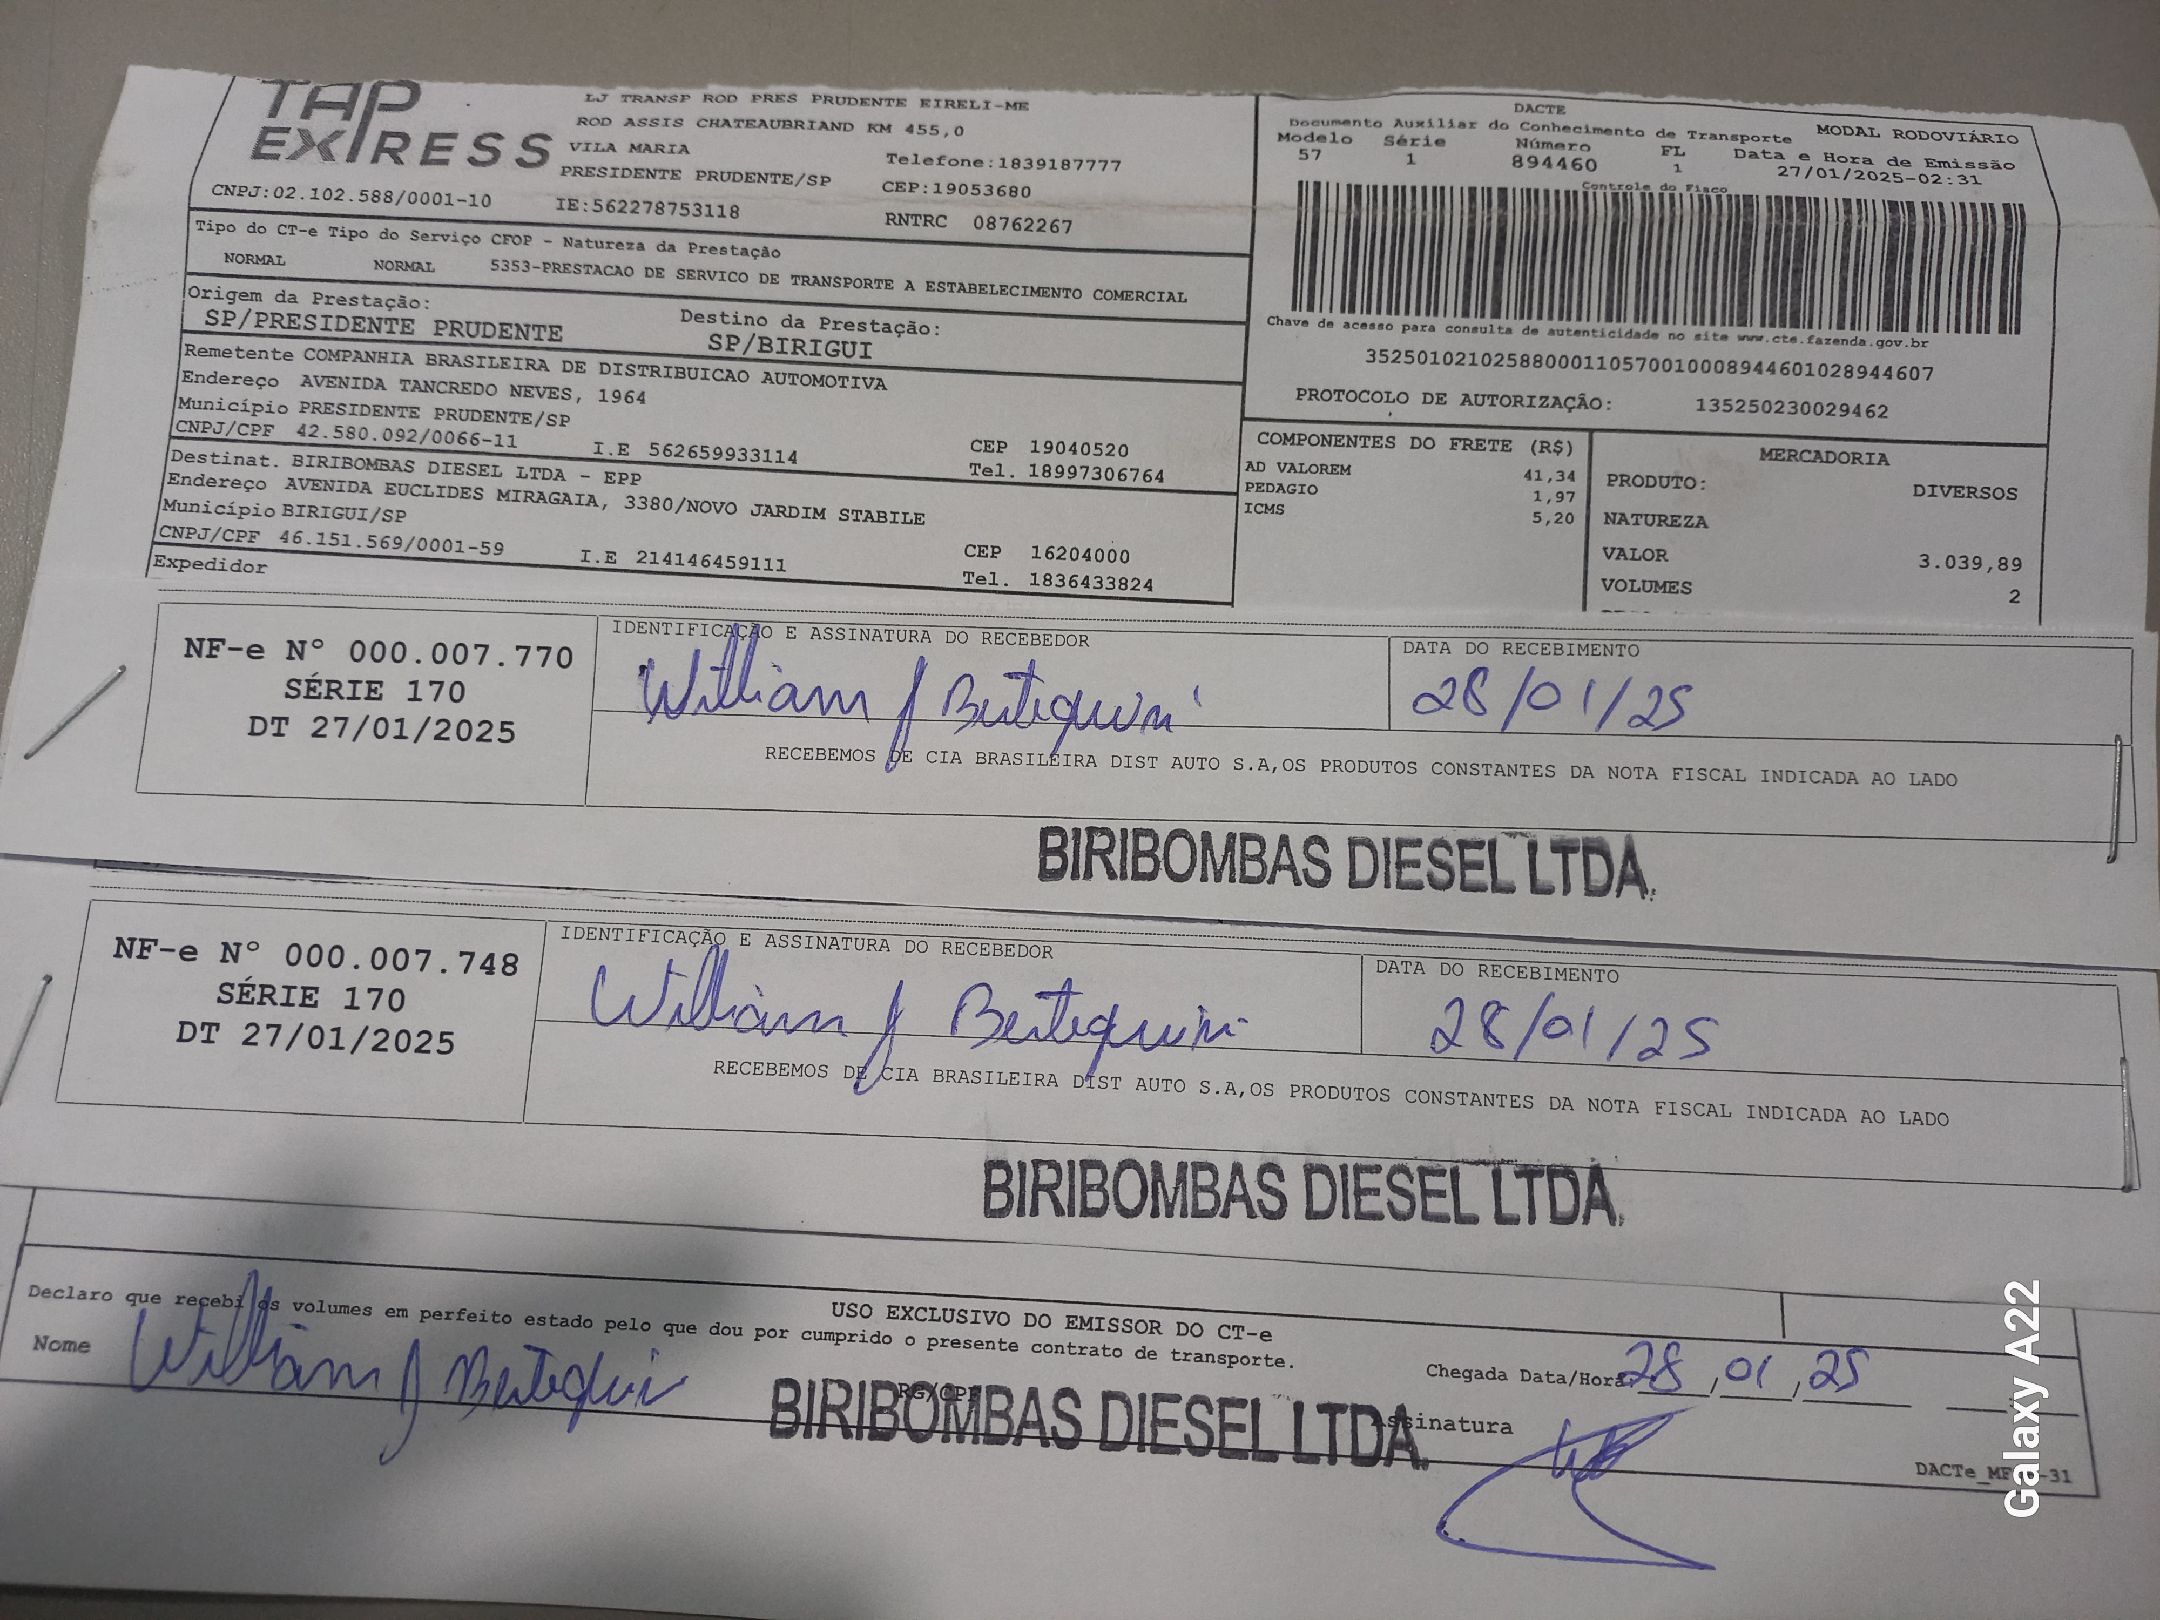 TAP EXPRESS
LJ TRANSP ROD PRES PRUDENTE EIRELI-ME
ROD ASSIS CHATEAUBRIAND KM 455,0
VILA MARIA
Telefone:1839187777
PRESIDENTE PRUDENTE/SP CEP:19053680
CNPJ:02.102.588/0001-10 IE:562278753118 RNTRC 08762267
Tipo do CT-e Tipo do Serviço CFOP - Natureza da Prestação
NORMAL NORMAL 5353-PRESTACAO DE SERVICO DE TRANSPORTE A ESTABELECIMENTO COMERCIAL
Origem da Prestação: Destino da Prestação:
SP/PRESIDENTE PRUDENTE SP/BIRIGUI
Remetente COMPANHIA BRASILEIRA DE DISTRIBUICAO AUTOMOTIVA
Endereço AVENIDA TANCREDO NEVES, 1964
Município PRESIDENTE PRUDENTE/SP CEP 19040520
CNPJ/CPF 42.580.092/0066-11 I.E 562659933114 Tel. 18997306764
Destinat. BIRIBOMBAS DIESEL LTDA - EPP
Endereço AVENIDA EUCLIDES MIRAGAIA, 3380/NOVO JARDIM STABILE
Município BIRIGUI/SP CEP 16204000
CNPJ/CPF 46.151.569/0001-59 I.E 214146459111 Tel. 1836433824
Expedidor
DACTE
Documento Auxiliar do Conhecimento de Transporte MODAL RODOVIÁRIO
Modelo Série Número FL Data e Hora de Emissão
57 1 894460 1 27/01/2025-02:31
Controle do Fisco
Chave de acesso para consulta de autenticidade no site www.cte.fazenda.gov.br
35250102102588000110570010008944601028944607
PROTOCOLO DE AUTORIZAÇÂO: 135250230029462
COMPONENTES DO FRETE (R$)
AD VALOREM 41,34
PEDAGIO 1,97
ICMS 5,20
MERCADORIA
PRODUTO: DIVERSOS
NATUREZA
VALOR 3.039,89
VOLUMES 2
NF-e N° 000.007.770
SÉRIE 170
DT 27/01/2025
IDENTIFICAÇÃO E ASSINATURA DO RECEBEDOR
William J Bertequini
DATA DO RECEBIMENTO
28/01/25
RECEBEMOS DE CIA BRASILEIRA DIST AUTO S.A,OS PRODUTOS CONSTANTES DA NOTA FISCAL INDICADA AO LADO
BIRIBOMBAS DIESEL LTDA.
NF-e N° 000.007.748
SÉRIE 170
DT 27/01/2025
IDENTIFICAÇÃO E ASSINATURA DO RECEBEDOR
William J Bertequini
DATA DO RECEBIMENTO
28/01/25
RECEBEMOS DE CIA BRASILEIRA DIST AUTO S.A,OS PRODUTOS CONSTANTES DA NOTA FISCAL INDICADA AO LADO
BIRIBOMBAS DIESEL LTDA.
USO EXCLUSIVO DO EMISSOR DO CT-e
Declaro que recebi os volumes em perfeito estado pelo que dou por cumprido o presente contrato de transporte.
Nome William J RG/CPF
Chegada Data/Hora 28,01,25
Assinatura
BIRIBOMBAS DIESEL LTDA.
Galaxy A22